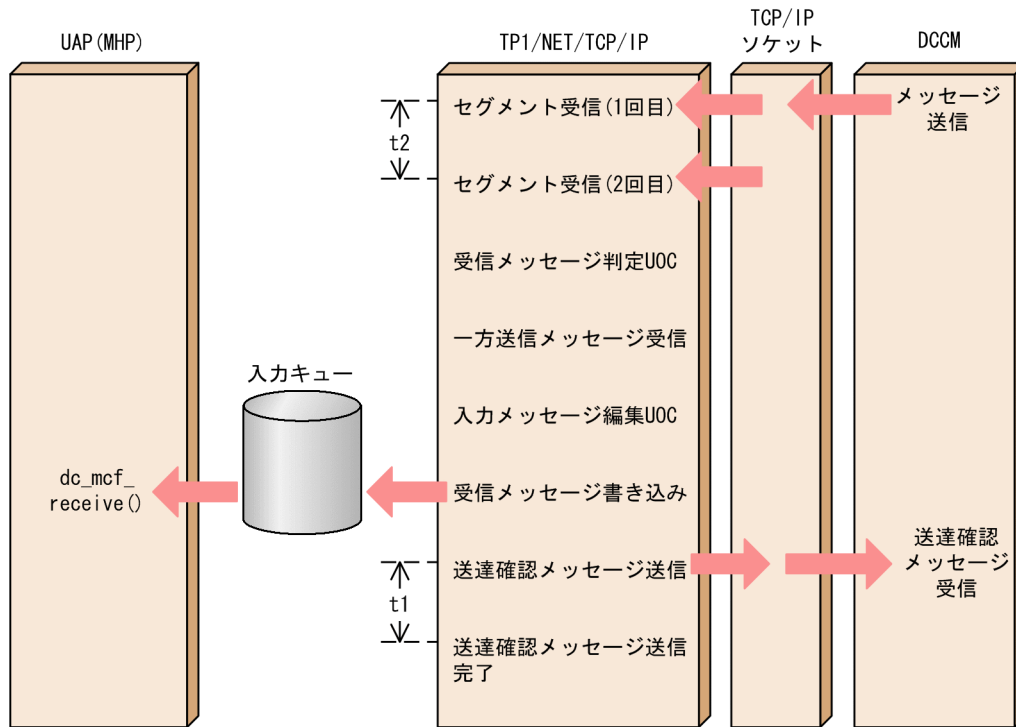 UAP(MHP)
TP1/NET/TCP/IP
TCP/IP
ソケット
DCCM
セグメント受信(1回目)
メッセージ
送信
t2
セグメント受信(2回目)
受信メッセージ判定UOC
一方送信メッセージ受信
入力キュー
入力メッセージ編集UOC
dc_mcf_
receive()
受信メッセージ書き込み
送達確認メッセージ送信
送達確認
メッセージ
受信
t1
送達確認メッセージ送信
完了